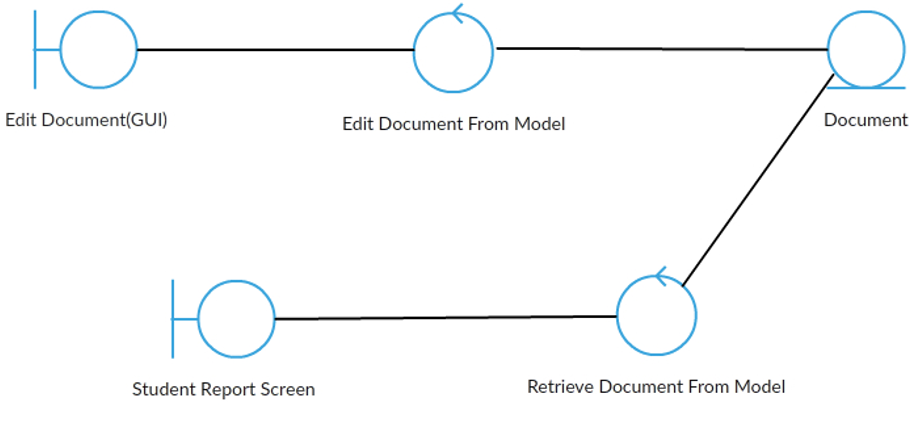 Edit Document(GUI)
Edit Document From Model
Document
Student Report Screen
Retrieve Document From Model